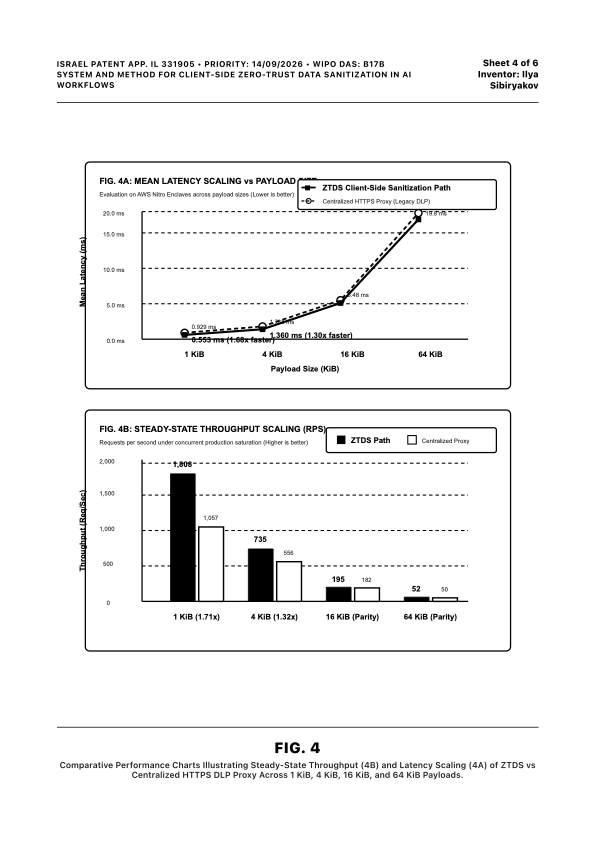 ISRAEL PATENT APP. IL 331905 • PRIORITY: 14/09/2026 • WIPO DAS: B17B
SYSTEM AND METHOD FOR CLIENT-SIDE ZERO-TRUST DATA SANITIZATION IN AI
WORKFLOWS
Sheet 4 of 6
Inventor: Ilya
Sibiryakov
FIG. 4A: MEAN LATENCY SCALING vs PAYLOAD
Evaluation on AWS Nitro Enclaves across payload sizes (Lower is better)
ZTDS Client-Side Sanitization Path
Centralized HTTPS Proxy (Legacy DLP)
Mean Latency (ms)
20.0 ms
15.0 ms
10.0 ms
5.0 ms
0.0 ms
19.8 ms
0.929 ms
0.553 ms (1.68x faster)
1.360 ms (1.30x faster)
1 KiB
4 KiB
16 KiB
64 KiB
Payload Size (KiB)
FIG. 4B: STEADY-STATE THROUGHPUT SCALING (RPS)
Requests per second under concurrent production saturation (Higher is better)
ZTDS Path
Centralized Proxy
Throughput (Req/Sec)
2,000
1,500
1,000
500
0
1,808
1,057
735
556
195
182
52
50
1 KiB (1.71x)
4 KiB (1.32x)
16 KiB (Parity)
64 KiB (Parity)
FIG. 4
Comparative Performance Charts Illustrating Steady-State Throughput (4B) and Latency Scaling (4A) of ZTDS vs
Centralized HTTPS DLP Proxy Across 1 KiB, 4 KiB, 16 KiB, and 64 KiB Payloads.